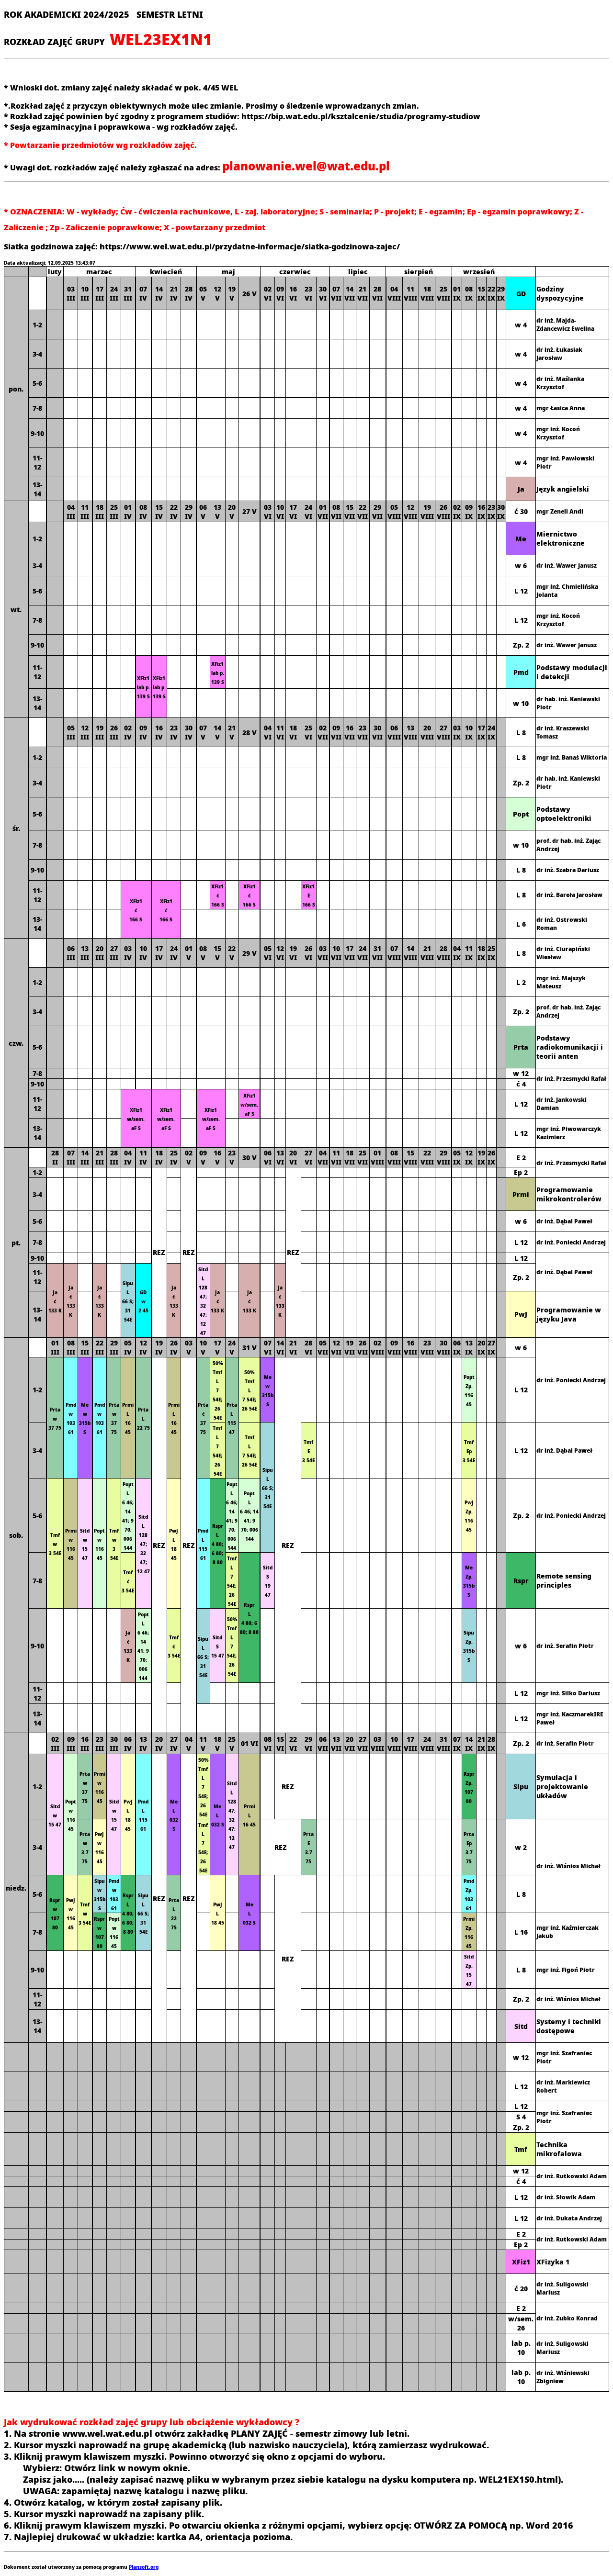 ROK AKADEMICKI 2024/2025 SEMESTR LETNI
ROZKŁAD ZAJĘĆ GRUPY WEL23EX1N1
* Wnioski dot. zmiany zajęć należy składać w pok. 4/45 WEL
*.Rozkład zajęć z przyczyn obiektywnych może ulec zmianie. Prosimy o śledzenie wprowadzanych zmian.
* Rozkład zajęć powinien być zgodny z programem studiów: https://bip.wat.edu.pl/ksztalcenie/studia/programy-studiow
* Sesja egzaminacyjna i poprawkowa - wg rozkładów zajęć.
* Powtarzanie przedmiotów wg rozkładów zajęć.
* Uwagi dot. rozkładów zajęć należy zgłaszać na adres: planowanie.wel@wat.edu.pl
* OZNACZENIA: W - wykłady; Ćw - ćwiczenia rachunkowe, L - zaj. laboratoryjne; S - seminaria; P - projekt; E - egzamin; Ep - egzamin poprawkowy; Z -
Zaliczenie ; Zp - Zaliczenie poprawkowe; X - powtarzany przedmiot
Siatka godzinowa zajęć: https://www.wel.wat.edu.pl/przydatne-informacje/siatka-godzinowa-zajec/
Data aktualizacji: 12.09.2025 13:43:07
luty marzec kwiecień maj czerwiec lipiec sierpień wrzesień
pon. 03 III 10 III 17 III 24 III 31 III 07 IV 14 IV 21 IV 28 IV 05 V 12 V 19 V 26 V 02 VI 09 VI 16 VI 23 VI 30 VI 07 VII 14 VII 21 VII 28 VII 04 VIII 11 VIII 18 VIII 25 VIII 01 IX 08 IX 15 IX 22 IX 29 IX GD Godziny dyspozycyjne
1-2 w 4 dr inż. Majda-Zdancewicz Ewelina
3-4 w 4 dr inż. Łukasiak Jarosław
5-6 w 4 dr inż. Maślanka Krzysztof
7-8 w 4 mgr Łasica Anna
9-10 w 4 mgr inż. Kocoń Krzysztof
11-12 w 4 mgr inż. Pawłowski Piotr
13-14 Ja Język angielski
wt. 04 III 11 III 18 III 25 III 01 IV 08 IV 15 IV 22 IV 29 IV 06 V 13 V 20 V 27 V 03 VI 10 VI 17 VI 24 VI 01 VII 08 VII 15 VII 22 VII 29 VII 05 VIII 12 VIII 19 VIII 26 VIII 02 IX 09 IX 16 IX 23 IX 30 IX ć 30 mgr Zeneli Andi
1-2 Me Miernictwo elektroniczne
3-4 w 6 dr inż. Wawer Janusz
5-6 L 12 mgr inż. Chmielińska Jolanta
7-8 L 12 mgr inż. Kocoń Krzysztof
9-10 Zp. 2 dr inż. Wawer Janusz
11-12 XFiz1 lab p. 139 S XFiz1 lab p. 139 S XFiz1 lab p. 139 S Pmd Podstawy modulacji i detekcji
13-14 w 10 dr hab. inż. Kaniewski Piotr
śr. 05 III 12 III 19 III 26 III 02 IV 09 IV 16 IV 23 IV 30 IV 07 V 14 V 21 V 28 V 04 VI 11 VI 18 VI 25 VI 02 VII 09 VII 16 VII 23 VII 30 VII 06 VIII 13 VIII 20 VIII 27 VIII 03 IX 10 IX 17 IX 24 IX L 8 dr inż. Kraszewski Tomasz
1-2 L 8 mgr inż. Banaś Wiktoria
3-4 Zp. 2 dr hab. inż. Kaniewski Piotr
5-6 Popt Podstawy optoelektroniki
7-8 w 10 prof. dr hab. inż. Zając Andrzej
9-10 L 8 dr inż. Szabra Dariusz
11-12 XFiz1 ć 166 S XFiz1 ć 166 S XFiz1 ć 166 S XFiz1 ć 166 S XFiz1 E 166 S L 8 dr inż. Bareła Jarosław
13-14 L 6 dr inż. Ostrowski Roman
czw. 06 III 13 III 20 III 27 III 03 IV 10 IV 17 IV 24 IV 01 V 08 V 15 V 22 V 29 V 05 VI 12 VI 19 VI 26 VI 03 VII 10 VII 17 VII 24 VII 31 VII 07 VIII 14 VIII 21 VIII 28 VIII 04 IX 11 IX 18 IX 25 IX L 8 dr inż. Ciurapiński Wiesław
1-2 L 2 mgr inż. Majszyk Mateusz
3-4 Zp. 2 prof. dr hab. inż. Zając Andrzej
5-6 Prta Podstawy radiokomunikacji i teorii anten
7-8 w 12 dr inż. Przesmycki Rafał
9-10 ć 4
11-12 XFiz1 w/sem. aF S XFiz1 w/sem. aF S XFiz1 w/sem. aF S XFiz1 w/sem. aF S L 12 dr inż. Jankowski Damian
13-14 L 12 mgr inż. Piwowarczyk Kazimierz
pt. 28 II 07 III 14 III 21 III 28 III 04 IV 11 IV 18 IV 25 IV 02 V 09 V 16 V 23 V 30 V 06 VI 13 VI 20 VI 27 VI 04 VII 11 VII 18 VII 25 VII 01 VIII 08 VIII 15 VIII 22 VIII 29 VIII 05 IX 12 IX 19 IX 26 IX E 2 dr inż. Przesmycki Rafał
1-2 REZ REZ REZ Ep 2
3-4 Prmi Programowanie mikrokontrolerów
5-6 w 6 dr inż. Dąbal Paweł
7-8 L 12 dr inż. Poniecki Andrzej
9-10 Sitd L 128 47; 32 47; 12 47 L 12 dr inż. Dąbal Paweł
11-12 Ja ć 133 K Ja ć 133 K Ja ć 133 K Sipu L 66 S; 31 54E GD w 2 45 Ja ć 133 K Ja ć 133 K Ja ć 133 K Ja ć 133 K Zp. 2
13-14 PwJ Programowanie w języku Java
sob. 01 III 08 III 15 III 22 III 29 III 05 IV 12 IV 19 IV 26 IV 03 V 10 V 17 V 24 V 31 V 07 VI 14 VI 21 VI 28 VI 05 VII 12 VII 19 VII 26 VII 02 VIII 09 VIII 16 VIII 23 VIII 30 VIII 06 IX 13 IX 20 IX 27 IX w 6 dr inż. Poniecki Andrzej
1-2 Prta w 37 75 Pmd w 103 61 Me w 315b S Pmd w 103 61 Prta w 37 75 Prmi L 16 45 Prta L 22 75 REZ Prmi L 16 45 REZ Prta ć 37 75 50% Tmf L 7 54E; 26 54E Prta L 115 47 50% Tmf L 7 54E; 26 54E Me w 315b S REZ Popt Zp. 116 45 L 12
3-4 Tmf L 7 54E; 26 54E Tmf L 7 54E; 26 54E Sipu L 66 S; 31 54E Tmf E 3 54E Tmf Ep 3 54E L 12 dr inż. Dąbal Paweł
5-6 Tmf w 3 54E Prmi w 116 45 Sitd w 15 47 Popt w 116 45 Tmf w 3 54E Popt L 6 46; 14 41; 9 70; 006 144 Sitd L 128 47; 32 47; 12 47 PwJ L 18 45 Pmd L 115 61 Rspr L 4 80; 6 80; 8 80 Popt L 6 46; 14 41; 9 70; 006 144 Popt L 6 46; 14 41; 9 70; 006 144 PwJ Zp. 116 45 Zp. 2 dr inż. Poniecki Andrzej
7-8 Tmf ć 3 54E Tmf L 7 54E; 26 54E Rspr L 4 80; 6 80; 8 80 Sitd S 19 47 Me Zp. 315b S Rspr Remote sensing principles
9-10 Ja ć 133 K Popt L 6 46; 14 41; 9 70; 006 144 Tmf ć 3 54E Sipu L 66 S; 31 54E Sitd S 15 47 50% Tmf L 7 54E; 26 54E Sipu Zp. 315b S w 6 dr inż. Serafin Piotr
11-12 L 12 mgr inż. Silko Dariusz
13-14 L 12 mgr inż. KaczmarekIRE Paweł
niedz. 02 III 09 III 16 III 23 III 30 III 06 IV 13 IV 20 IV 27 IV 04 V 11 V 18 V 25 V 01 VI 08 VI 15 VI 22 VI 29 VI 06 VII 13 VII 20 VII 27 VII 03 VIII 10 VIII 17 VIII 24 VIII 31 VIII 07 IX 14 IX 21 IX 28 IX Zp. 2 dr inż. Serafin Piotr
1-2 Sitd w 15 47 Popt w 116 45 Prta w 37 75 Prmi w 116 45 Sitd w 15 47 PwJ L 18 45 Pmd L 115 61 REZ Me L 032 S REZ 50% Tmf L 7 54E; 26 54E Me L 032 S Sitd L 128 47; 32 47; 12 47 Prmi L 16 45 REZ Rspr Zp. 107 80 Sipu Symulacja i projektowanie układów
3-4 Prta w 3.7 75 PwJ w 116 45 Tmf L 7 54E; 26 54E REZ Prta E 3.7 75 Prta Ep 3.7 75 w 2 dr inż. Wiśnios Michał
5-6 Rspr w 107 80 PwJ w 116 45 Tmf w 3 54E Sipu w 315b S Pmd w 103 61 Rspr L 4 80; 6 80; 8 80 Sipu L 66 S; 31 54E Prta L 22 75 PwJ L 18 45 Me L 032 S REZ Pmd Zp. 103 61 L 8
7-8 Rspr w 107 80 Popt w 116 45 Prmi Zp. 116 45 L 16 mgr inż. Kaźmierczak Jakub
9-10 Sitd Zp. 15 47 L 8 mgr inż. Figoń Piotr
11-12 Zp. 2 dr inż. Wiśnios Michał
13-14 Sitd Systemy i techniki dostępowe
w 12 mgr inż. Szafraniec Piotr
L 12 dr inż. Markiewicz Robert
L 12 mgr inż. Szafraniec Piotr
S 4
Zp. 2
Tmf Technika mikrofalowa
w 12 dr inż. Rutkowski Adam
ć 4
L 12 dr inż. Słowik Adam
L 12 dr inż. Dukata Andrzej
E 2 dr inż. Rutkowski Adam
Ep 2
XFiz1 XFizyka 1
ć 20 dr inż. Suligowski Mariusz
E 2 dr inż. Zubko Konrad
w/sem. 26
lab p. 10 dr inż. Suligowski Mariusz
lab p. 10 dr inż. Wiśniewski Zbigniew
Jak wydrukować rozkład zajęć grupy lub obciążenie wykładowcy ?
1. Na stronie www.wel.wat.edu.pl otwórz zakładkę PLANY ZAJĘĆ - semestr zimowy lub letni.
2. Kursor myszki naprowadź na grupę akademicką (lub nazwisko nauczyciela), którą zamierzasz wydrukować.
3. Kliknij prawym klawiszem myszki. Powinno otworzyć się okno z opcjami do wyboru.
Wybierz: Otwórz link w nowym oknie.
Zapisz jako..... (należy zapisać nazwę pliku w wybranym przez siebie katalogu na dysku komputera np. WEL21EX1S0.html).
UWAGA: zapamiętaj nazwę katalogu i nazwę pliku.
4. Otwórz katalog, w którym został zapisany plik.
5. Kursor myszki naprowadź na zapisany plik.
6. Kliknij prawym klawiszem myszki. Po otwarciu okienka z różnymi opcjami, wybierz opcję: OTWÓRZ ZA POMOCĄ np. Word 2016
7. Najlepiej drukować w układzie: kartka A4, orientacja pozioma.
Dokument został utworzony za pomocą programu Plansoft.org